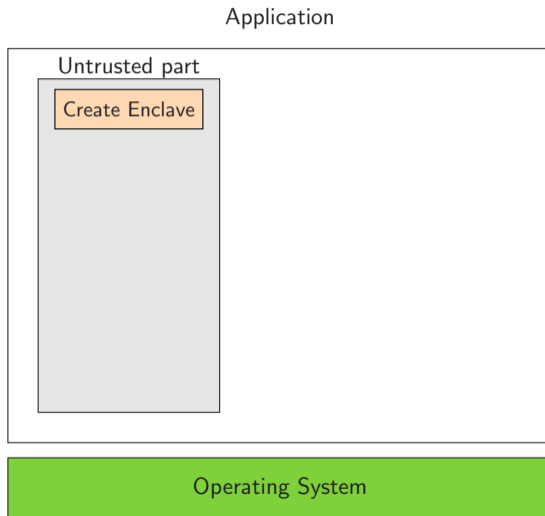 Application
Untrusted part
Create Enclave
Operating System